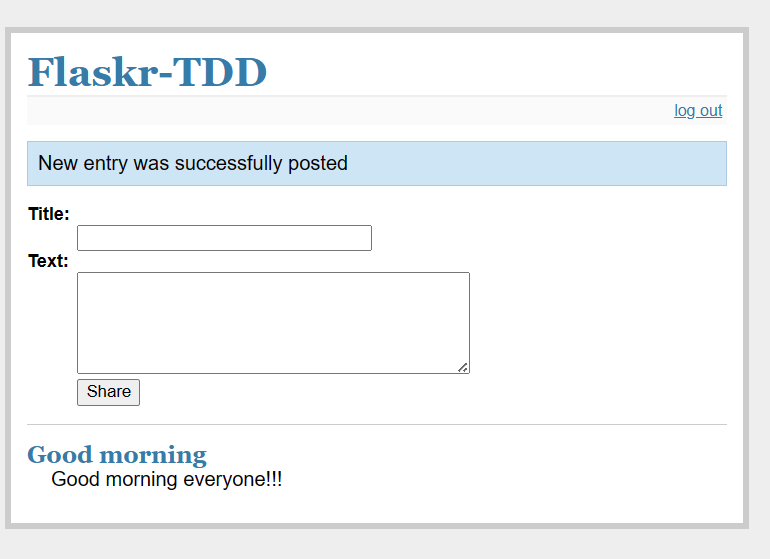 Flaskr-TDD
log out
New entry was successfully posted
Title:
Text:
Share
Good morning
Good morning everyone!!!